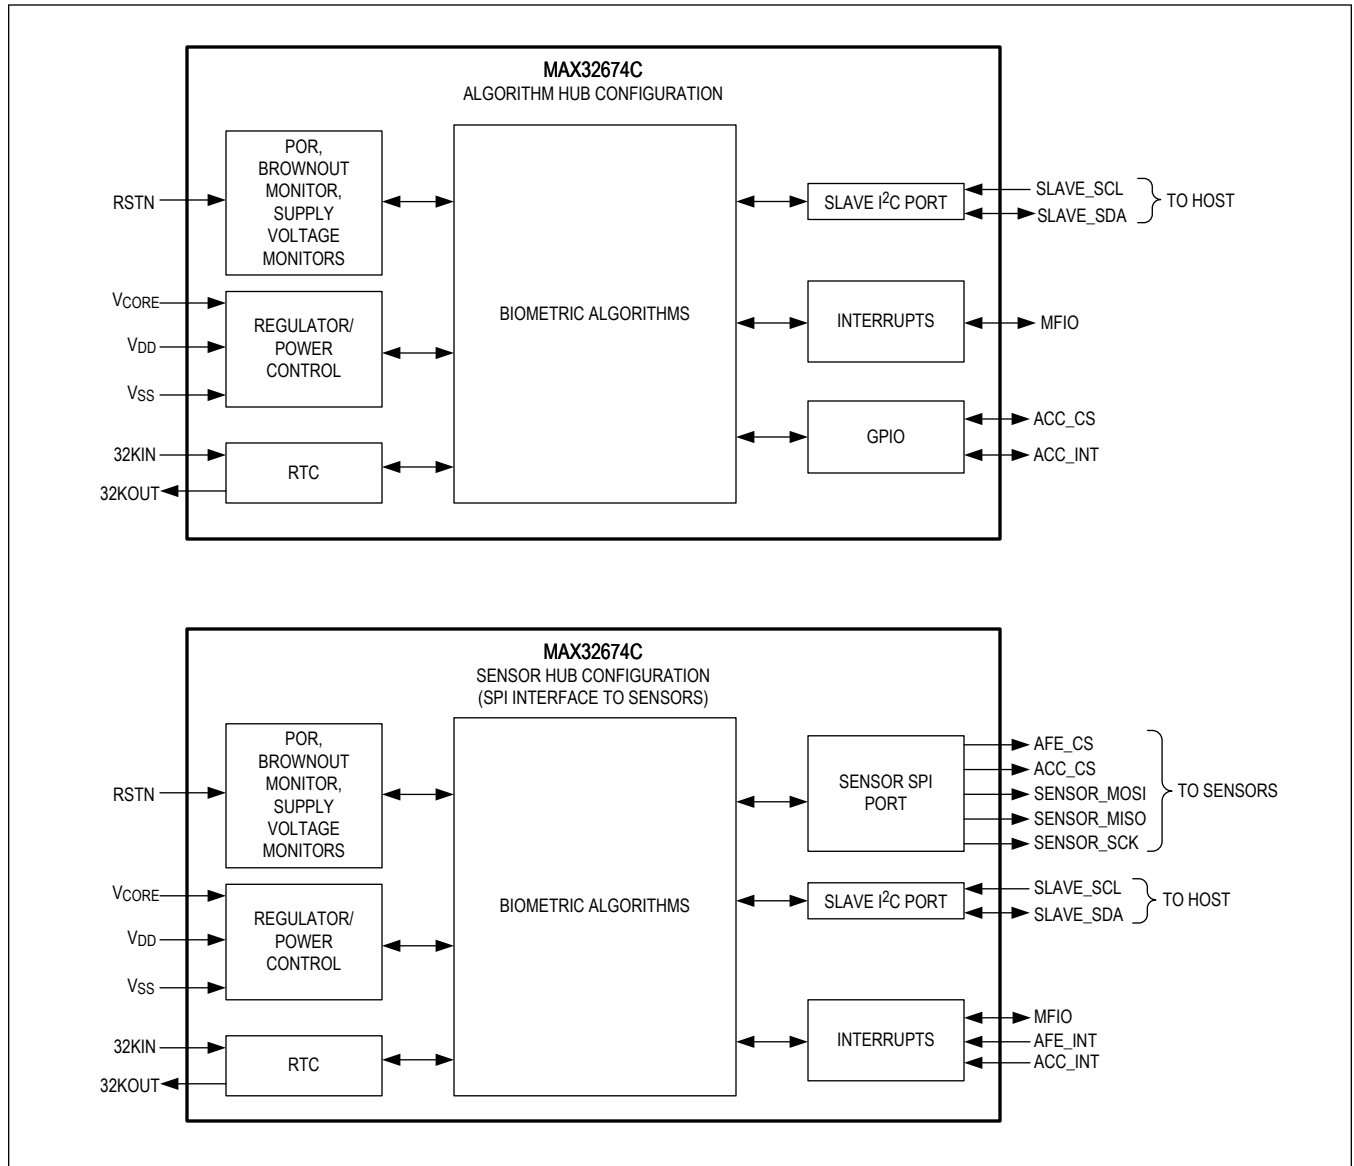 MAX32674C
ALGORITHM HUB CONFIGURATION
POR,
BROWNOUT
MONITOR,
SUPPLY
VOLTAGE
MONITORS
RSTN
VCORE
VDD
VSS
REGULATOR/
POWER
CONTROL
32KIN
32KOUT
RTC
BIOMETRIC ALGORITHMS
SLAVE I2C PORT
SLAVE_SCL
SLAVE_SDA
TO HOST
INTERRUPTS
MFIO
GPIO
ACC_CS
ACC_INT
MAX32674C
SENSOR HUB CONFIGURATION
(SPI INTERFACE TO SENSORS)
POR,
BROWNOUT
MONITOR,
SUPPLY
VOLTAGE
MONITORS
RSTN
VCORE
VDD
VSS
REGULATOR/
POWER
CONTROL
32KIN
32KOUT
RTC
BIOMETRIC ALGORITHMS
SENSOR SPI
PORT
AFE_CS
ACC_CS
SENSOR_MOSI
SENSOR_MISO
SENSOR_SCK
TO SENSORS
SLAVE I2C PORT
SLAVE_SCL
SLAVE_SDA
TO HOST
INTERRUPTS
MFIO
AFE_INT
ACC_INT